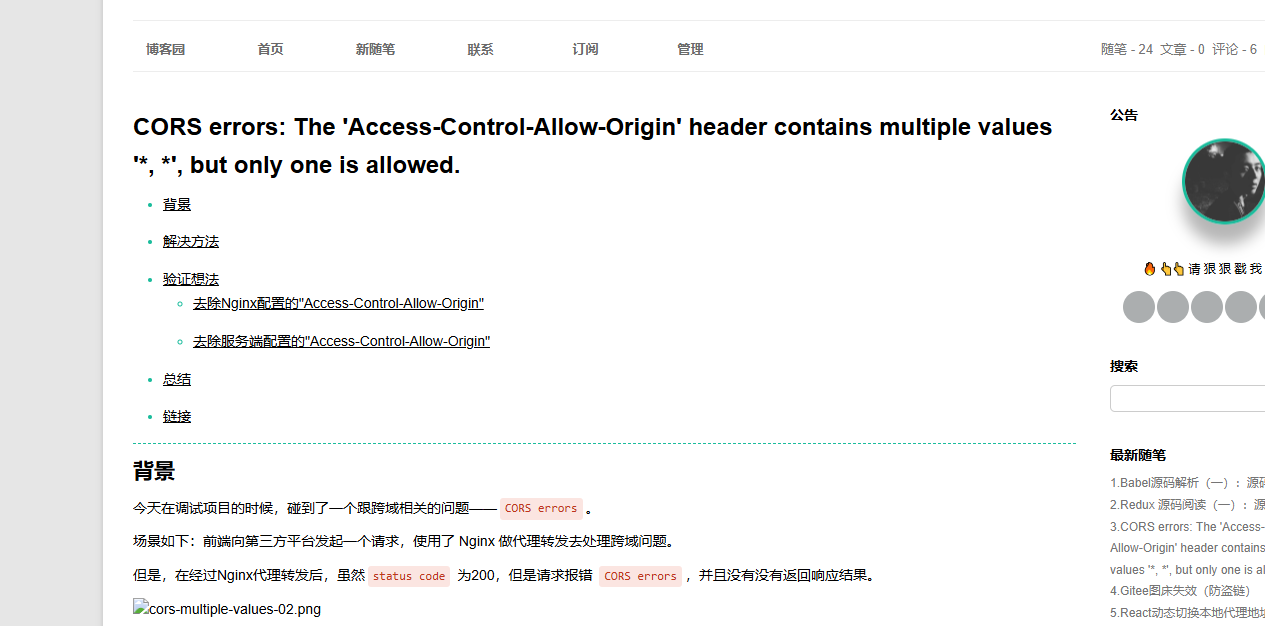 博客园 首页 新随笔 联系 订阅 管理 随笔 - 24 文章 - 0 评论 - 6
CORS errors: The 'Access-Control-Allow-Origin' header contains multiple values
'*, *', but only one is allowed.
背景
解决方法
验证想法
去除Nginx配置的"Access-Control-Allow-Origin"
去除服务端配置的"Access-Control-Allow-Origin"
总结
链接
背景
今天在调试项目的时候，碰到了一个跟跨域相关的问题—— CORS errors 。
场景如下：前端向第三方平台发起一个请求，使用了 Nginx 做代理转发去处理跨域问题。
但是，在经过Nginx代理转发后，虽然 status code 为200，但是请求报错 CORS errors ，并且没有没有返回响应结果。
cors-multiple-values-02.png
公告
🔥👆👆请狠狠戳我
搜索
最新随笔
1.Babel源码解析（一）：源码
2.Redux 源码阅读（一）：源
3.CORS errors: The 'Access-
Allow-Origin' header contains
values '*, *', but only one is al
4.Gitee图床失效（防盗链）
5.React动态切换本地代理地址